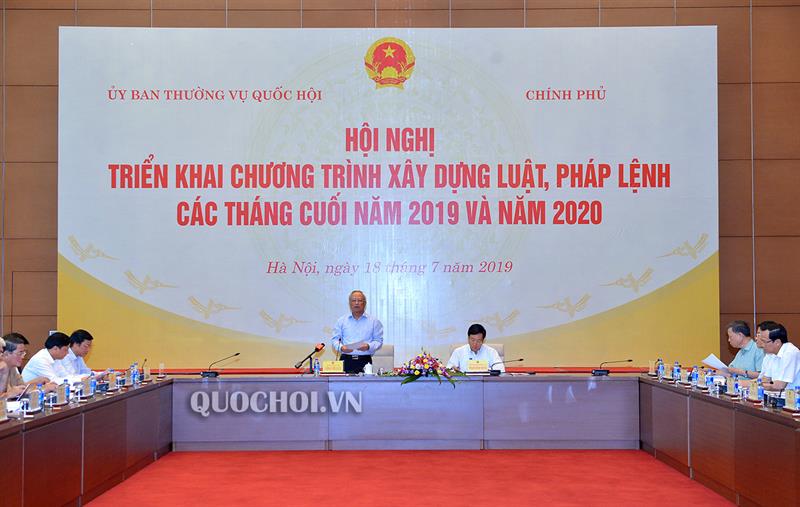 ỦY BAN THƯỜNG VỤ QUỐC HỘI
CHÍNH PHỦ
HỘI NGHỊ
TRIỂN KHAI CHƯƠNG TRÌNH XÂY DỰNG LUẬT, PHÁP LỆNH
CÁC THÁNG CUỐI NĂM 2019 VÀ NĂM 2020
Hà Nội, ngày 18 tháng 7 năm 2019
QUOCHOI.VN